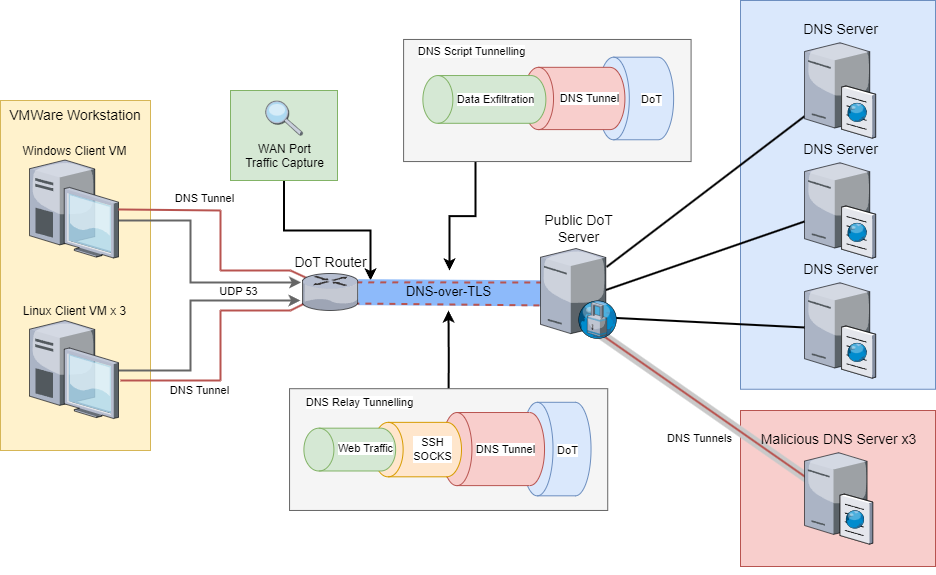 VMWare Workstation
Windows Client VM
Linux Client VM x 3
DNS Tunnel
UDP 53
DNS Tunnel
WAN Port
Traffic Capture
DoT Router
DNS Script Tunnelling
Data Exfiltration
DNS Tunnel
DoT
DNS-over-TLS
DNS Relay Tunnelling
Web Traffic
SSH
SOCKS
DNS Tunnel
DoT
Public DoT
Server
DNS Server
DNS Server
DNS Server
DNS Tunnels
Malicious DNS Server x3